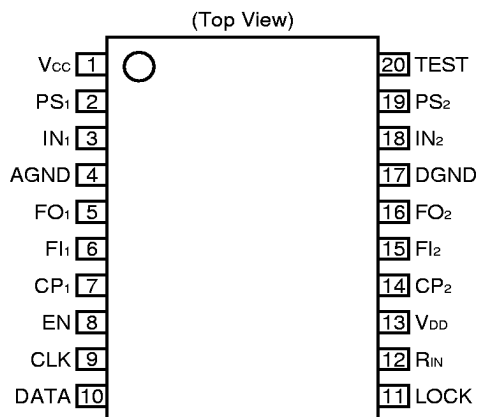 (Top View)
Vcc 1 20 TEST
PS1 2 19 PS2
IN1 3 18 IN2
AGND 4 17 DGND
FO1 5 16 FO2
FI1 6 15 FI2
CP1 7 14 CP2
EN 8 13 VDD
CLK 9 12 RIN
DATA 10 11 LOCK